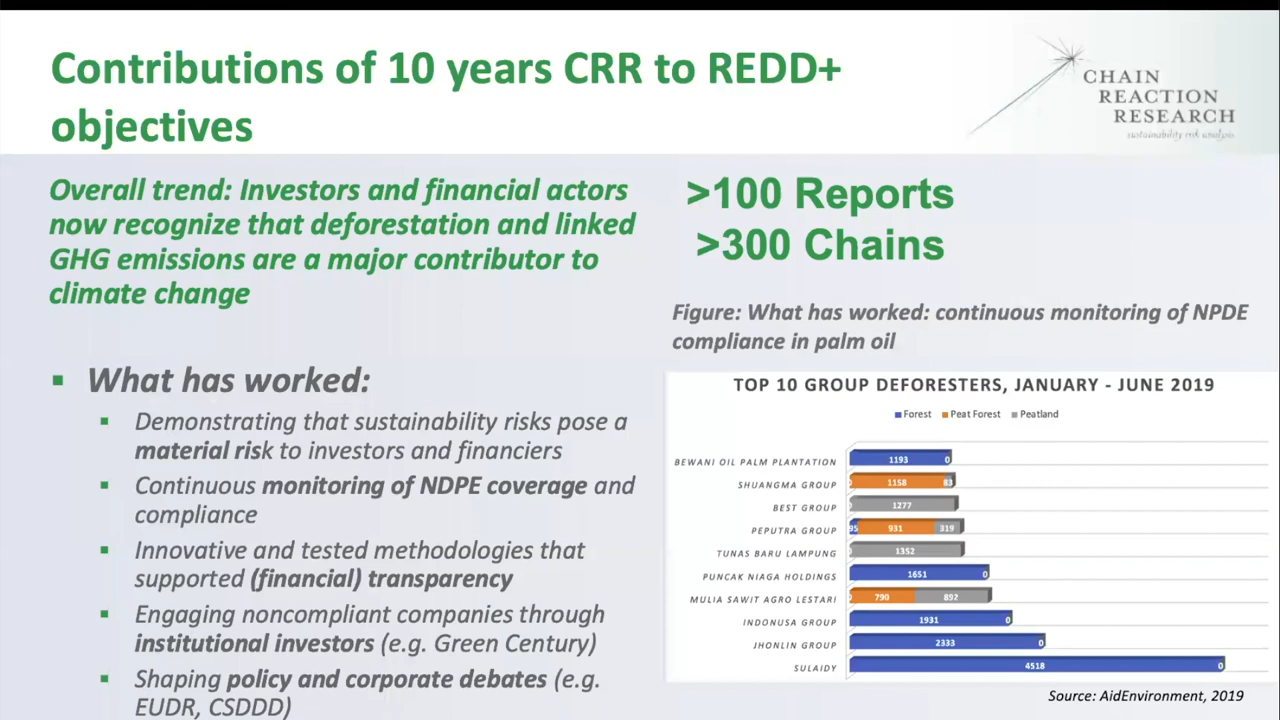 Contributions of 10 years CRR to REDD+
objectives
CHAIN
REACTION
RESEARCH
sustainability risk analysis
Overall trend: Investors and financial actors
now recognize that deforestation and linked
GHG emissions are a major contributor to
climate change
>100 Reports
>300 Chains
▪ What has worked:
▪ Demonstrating that sustainability risks pose a
material risk to investors and financiers
▪ Continuous monitoring of NDPE coverage and
compliance
▪ Innovative and tested methodologies that
supported (financial) transparency
▪ Engaging noncompliant companies through
institutional investors (e.g. Green Century)
▪ Shaping policy and corporate debates (e.g.
EUDR, CSDDD)
Figure: What has worked: continuous monitoring of NPDE
compliance in palm oil
TOP 10 GROUP DEFORESTERS, JANUARY - JUNE 2019
Forest Peat Forest Peatland
BEWANI OIL PALM PLANTATION 1193 0
SHUANGMA GROUP 0 1158 83
BEST GROUP 0 1277
PEPUTRA GROUP 95 931 319
TUNAS BARU LAMPUNG 0 1352
PUNCAK NIAGA HOLDINGS 1651 0
MULIA SAWIT AGRO LESTARI 0 790 892
INDONUSA GROUP 1931 0
JHONLIN GROUP 2333 0
SULAIDY 4518 0
Source: AidEnvironment, 2019